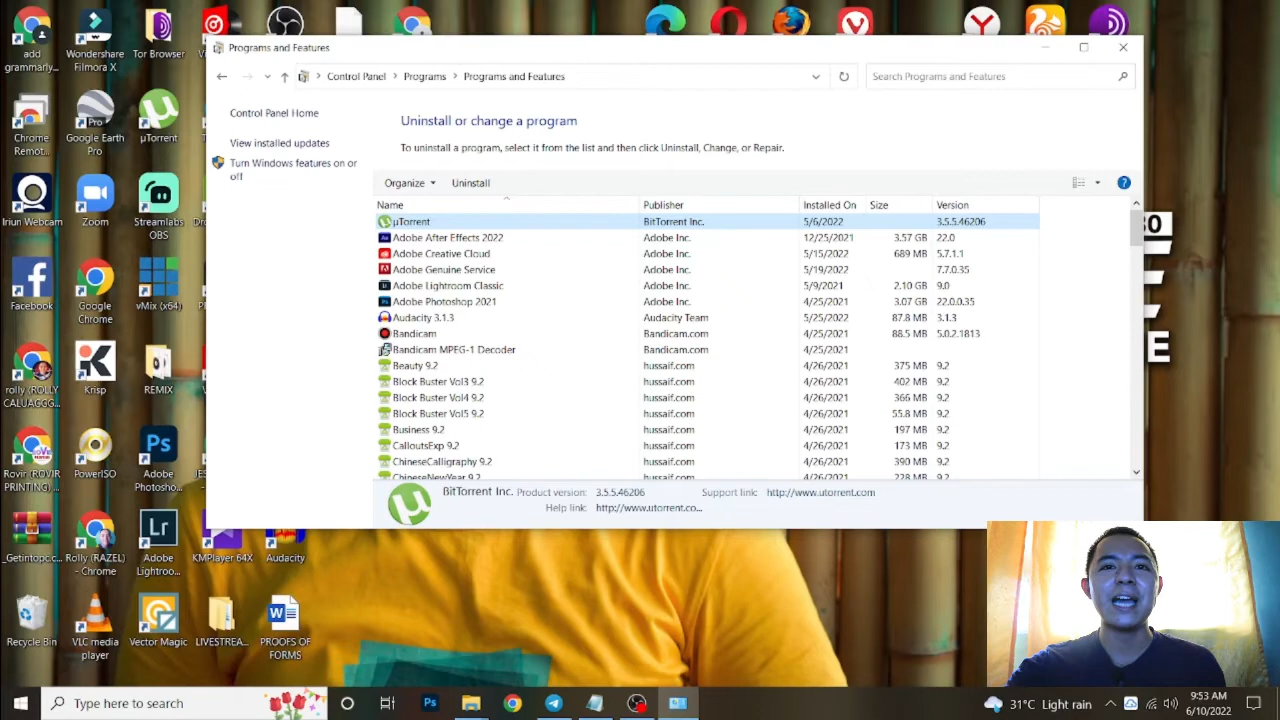 add
grammarly...
Wondershare
Filmora X
Tor Browser
Programs and Features
Control Panel
Programs
Programs and Features
Search Programs and Features
Control Panel Home
View installed updates
Turn Windows features on or
off
Uninstall or change a program
To uninstall a program, select it from the list and then click Uninstall, Change, or Repair.
Organize
Uninstall
Name Publisher Installed On Size Version
µTorrent BitTorrent Inc. 5/6/2022 3.5.5.46206
Adobe After Effects 2022 Adobe Inc. 12/25/2021 3.57 GB 22.0
Adobe Creative Cloud Adobe Inc. 5/15/2022 689 MB 5.7.1.1
Adobe Genuine Service Adobe Inc. 5/19/2022 7.7.0.35
Adobe Lightroom Classic Adobe Inc. 5/9/2021 2.10 GB 9.0
Adobe Photoshop 2021 Adobe Inc. 4/25/2021 3.07 GB 22.0.0.35
Audacity 3.1.3 Audacity Team 5/25/2022 87.8 MB 3.1.3
Bandicam Bandicam.com 4/25/2021 88.5 MB 5.0.2.1813
Bandicam MPEG-1 Decoder Bandicam.com 4/25/2021
Beauty 9.2 hussaif.com 4/26/2021 375 MB 9.2
Block Buster Vol3 9.2 hussaif.com 4/26/2021 402 MB 9.2
Block Buster Vol4 9.2 hussaif.com 4/26/2021 366 MB 9.2
Block Buster Vol5 9.2 hussaif.com 4/26/2021 55.8 MB 9.2
Business 9.2 hussaif.com 4/26/2021 197 MB 9.2
CalloutsExp 9.2 hussaif.com 4/26/2021 173 MB 9.2
ChineseCalligraphy 9.2 hussaif.com 4/26/2021 390 MB 9.2
ChineseNewYear 9.2 hussaif.com 4/26/2021 228 MB 9.2
BitTorrent Inc. Product version: 3.5.5.46206 Support link: http://www.utorrent.com
Help link: http://www.utorrent.co...
Chrome
Remot...
Google Earth
Pro
µTorrent
Iriun Webcam
Zoom
Streamlabs
OBS
Facebook
Google
Chrome
vMix (x64)
rolly (ROLLY
CALUAGG...
Krisp
REMIX
Rovir (ROVIR
PRINTING)...
PowerISO
Ps
Adobe
Photosho...
_Getintopc.c...
Rolly (RAZEL)
- Chrome
Lr
Adobe
Lightroo...
KMPlayer 64X
Audacity
Recycle Bin
VLC media
player
Vector Magic
LIVESTREA...
PROOFS OF
FORMS
Type here to search
Ps
31°C Light rain
9:53 AM
6/10/2022